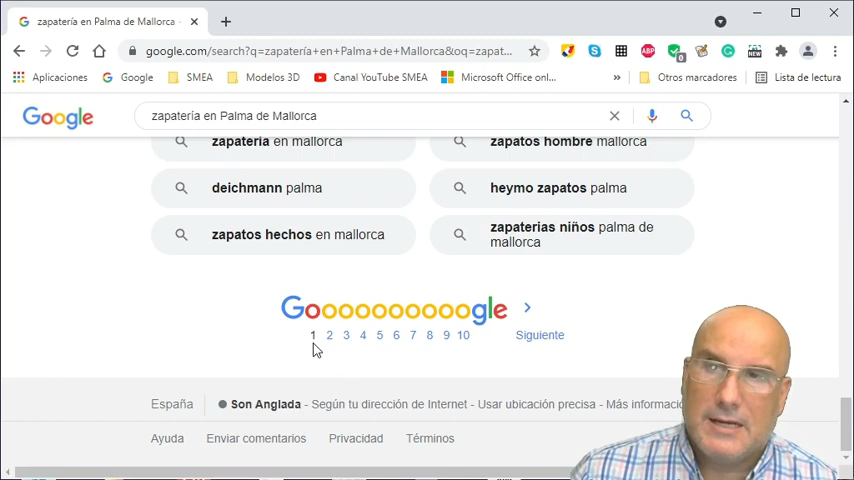 zapatería en Palma de Mallorca -
google.com/search?q=zapatería+en+Palma+de+Mallorca&oq=zapat...
ABP
0
NEW
Aplicaciones
Google
SMEA
Modelos 3D
Canal YouTube SMEA
Microsoft Office onl...
»
Otros marcadores
Lista de lectura
Google
zapatería en Palma de Mallorca
zapatería en mallorca
zapatos hombre mallorca
deichmann palma
heymo zapatos palma
zapatos hechos en mallorca
zapaterias niños palma de
mallorca
Goooooooooogle >
1 2 3 4 5 6 7 8 9 10 Siguiente
España
Son Anglada - Según tu dirección de Internet - Usar ubicación precisa - Más informació
Ayuda
Enviar comentarios
Privacidad
Términos